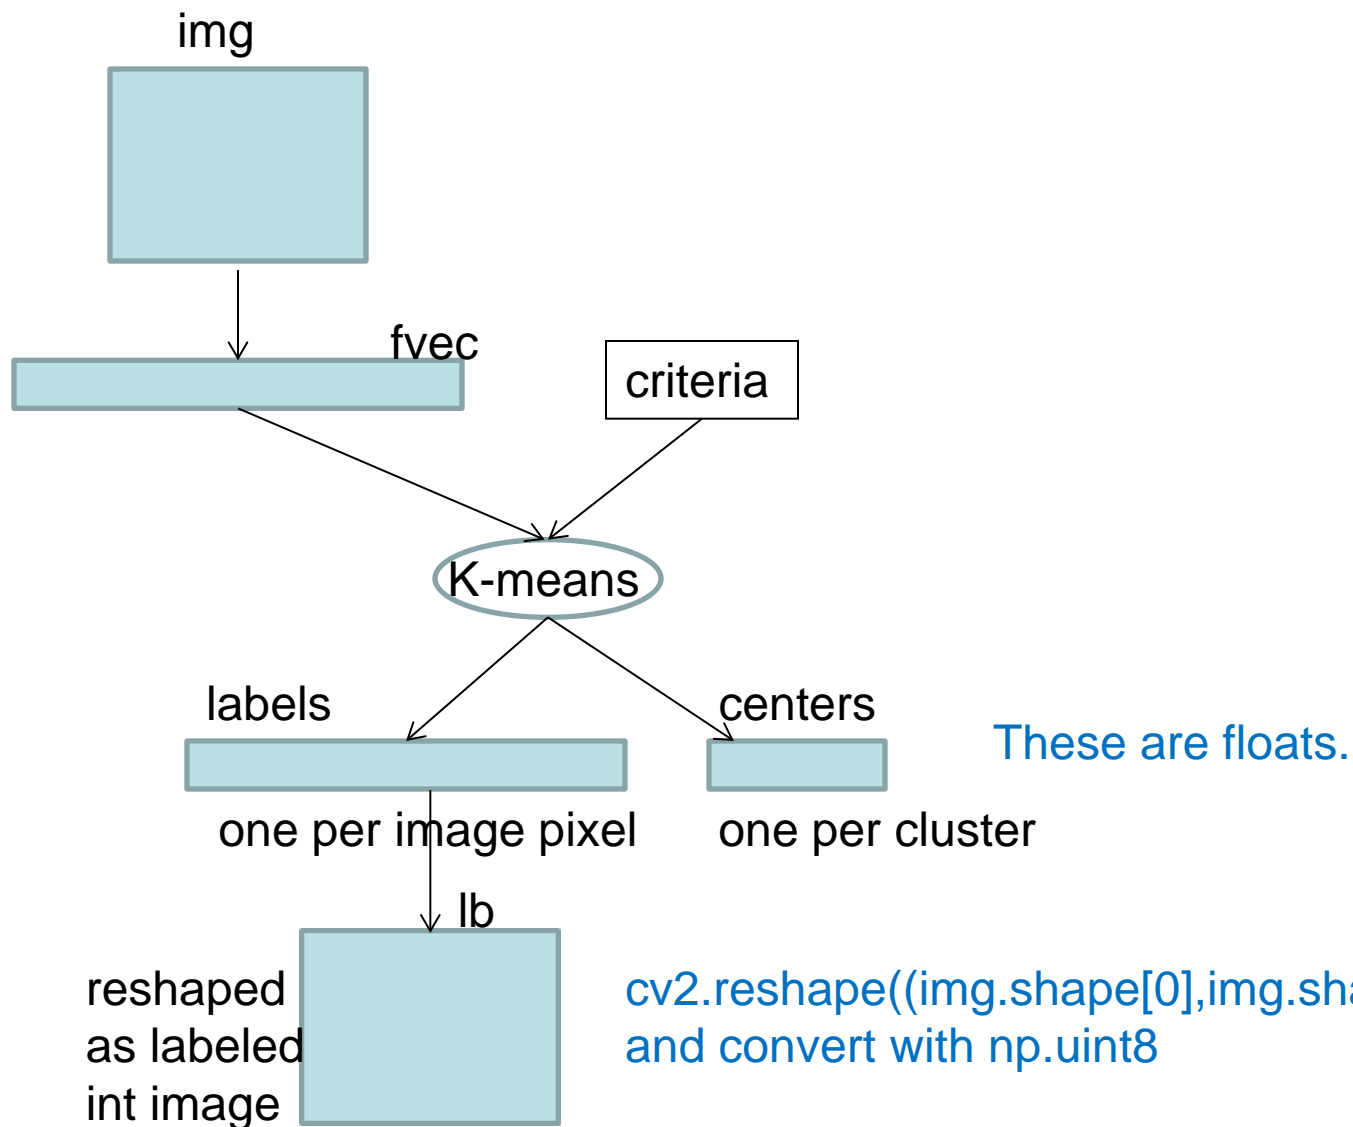 img
fvec
criteria
K-means
labels
centers
These are floats.
one per image pixel
one per cluster
lb
reshaped
as labeled
int image
cv2.reshape((img.shape[0],img.sha
and convert with np.uint8